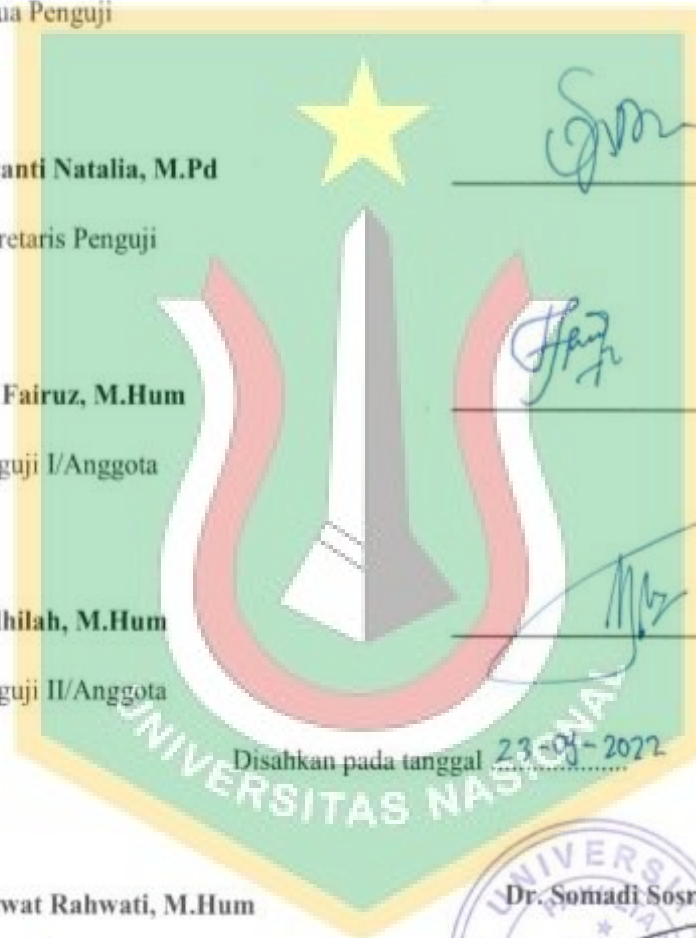 ua Penguji
anti Natalia, M.Pd
retaris Penguji
Fairuz, M.Hum
guji I/Anggota
hilah, M.Hum
guji II/Anggota
Disahkan pada tanggal 23 - - 2022
UNIVERSITAS NASIONAL
wat Rahwati, M.Hum
Dr. Somadi Sosr
UNIVERSI